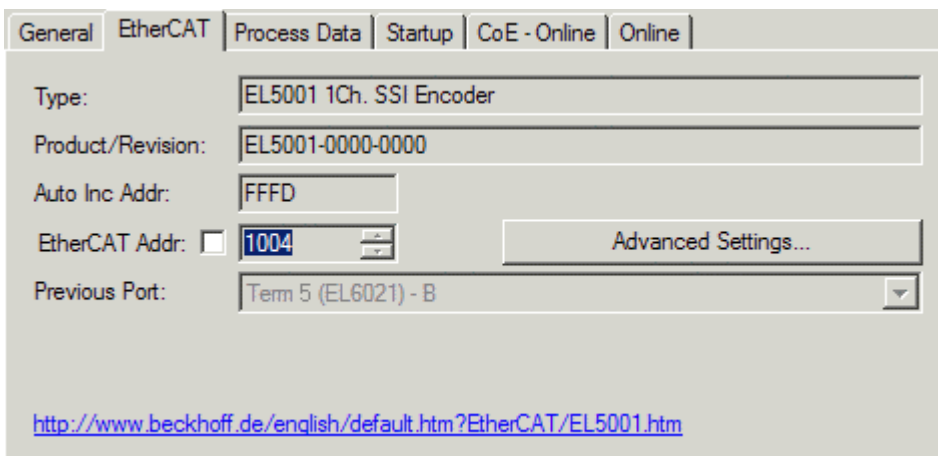 General EtherCAT Process Data Startup CoE - Online Online
Type: EL5001 1Ch. SSI Encoder
Product/Revision: EL5001-0000-0000
Auto Inc Addr: FFFD
EtherCAT Addr: 1004 Advanced Settings...
Previous Port: Term 5 (EL6021) - B
http://www.beckhoff.de/english/default.htm?EtherCAT/EL5001.htm